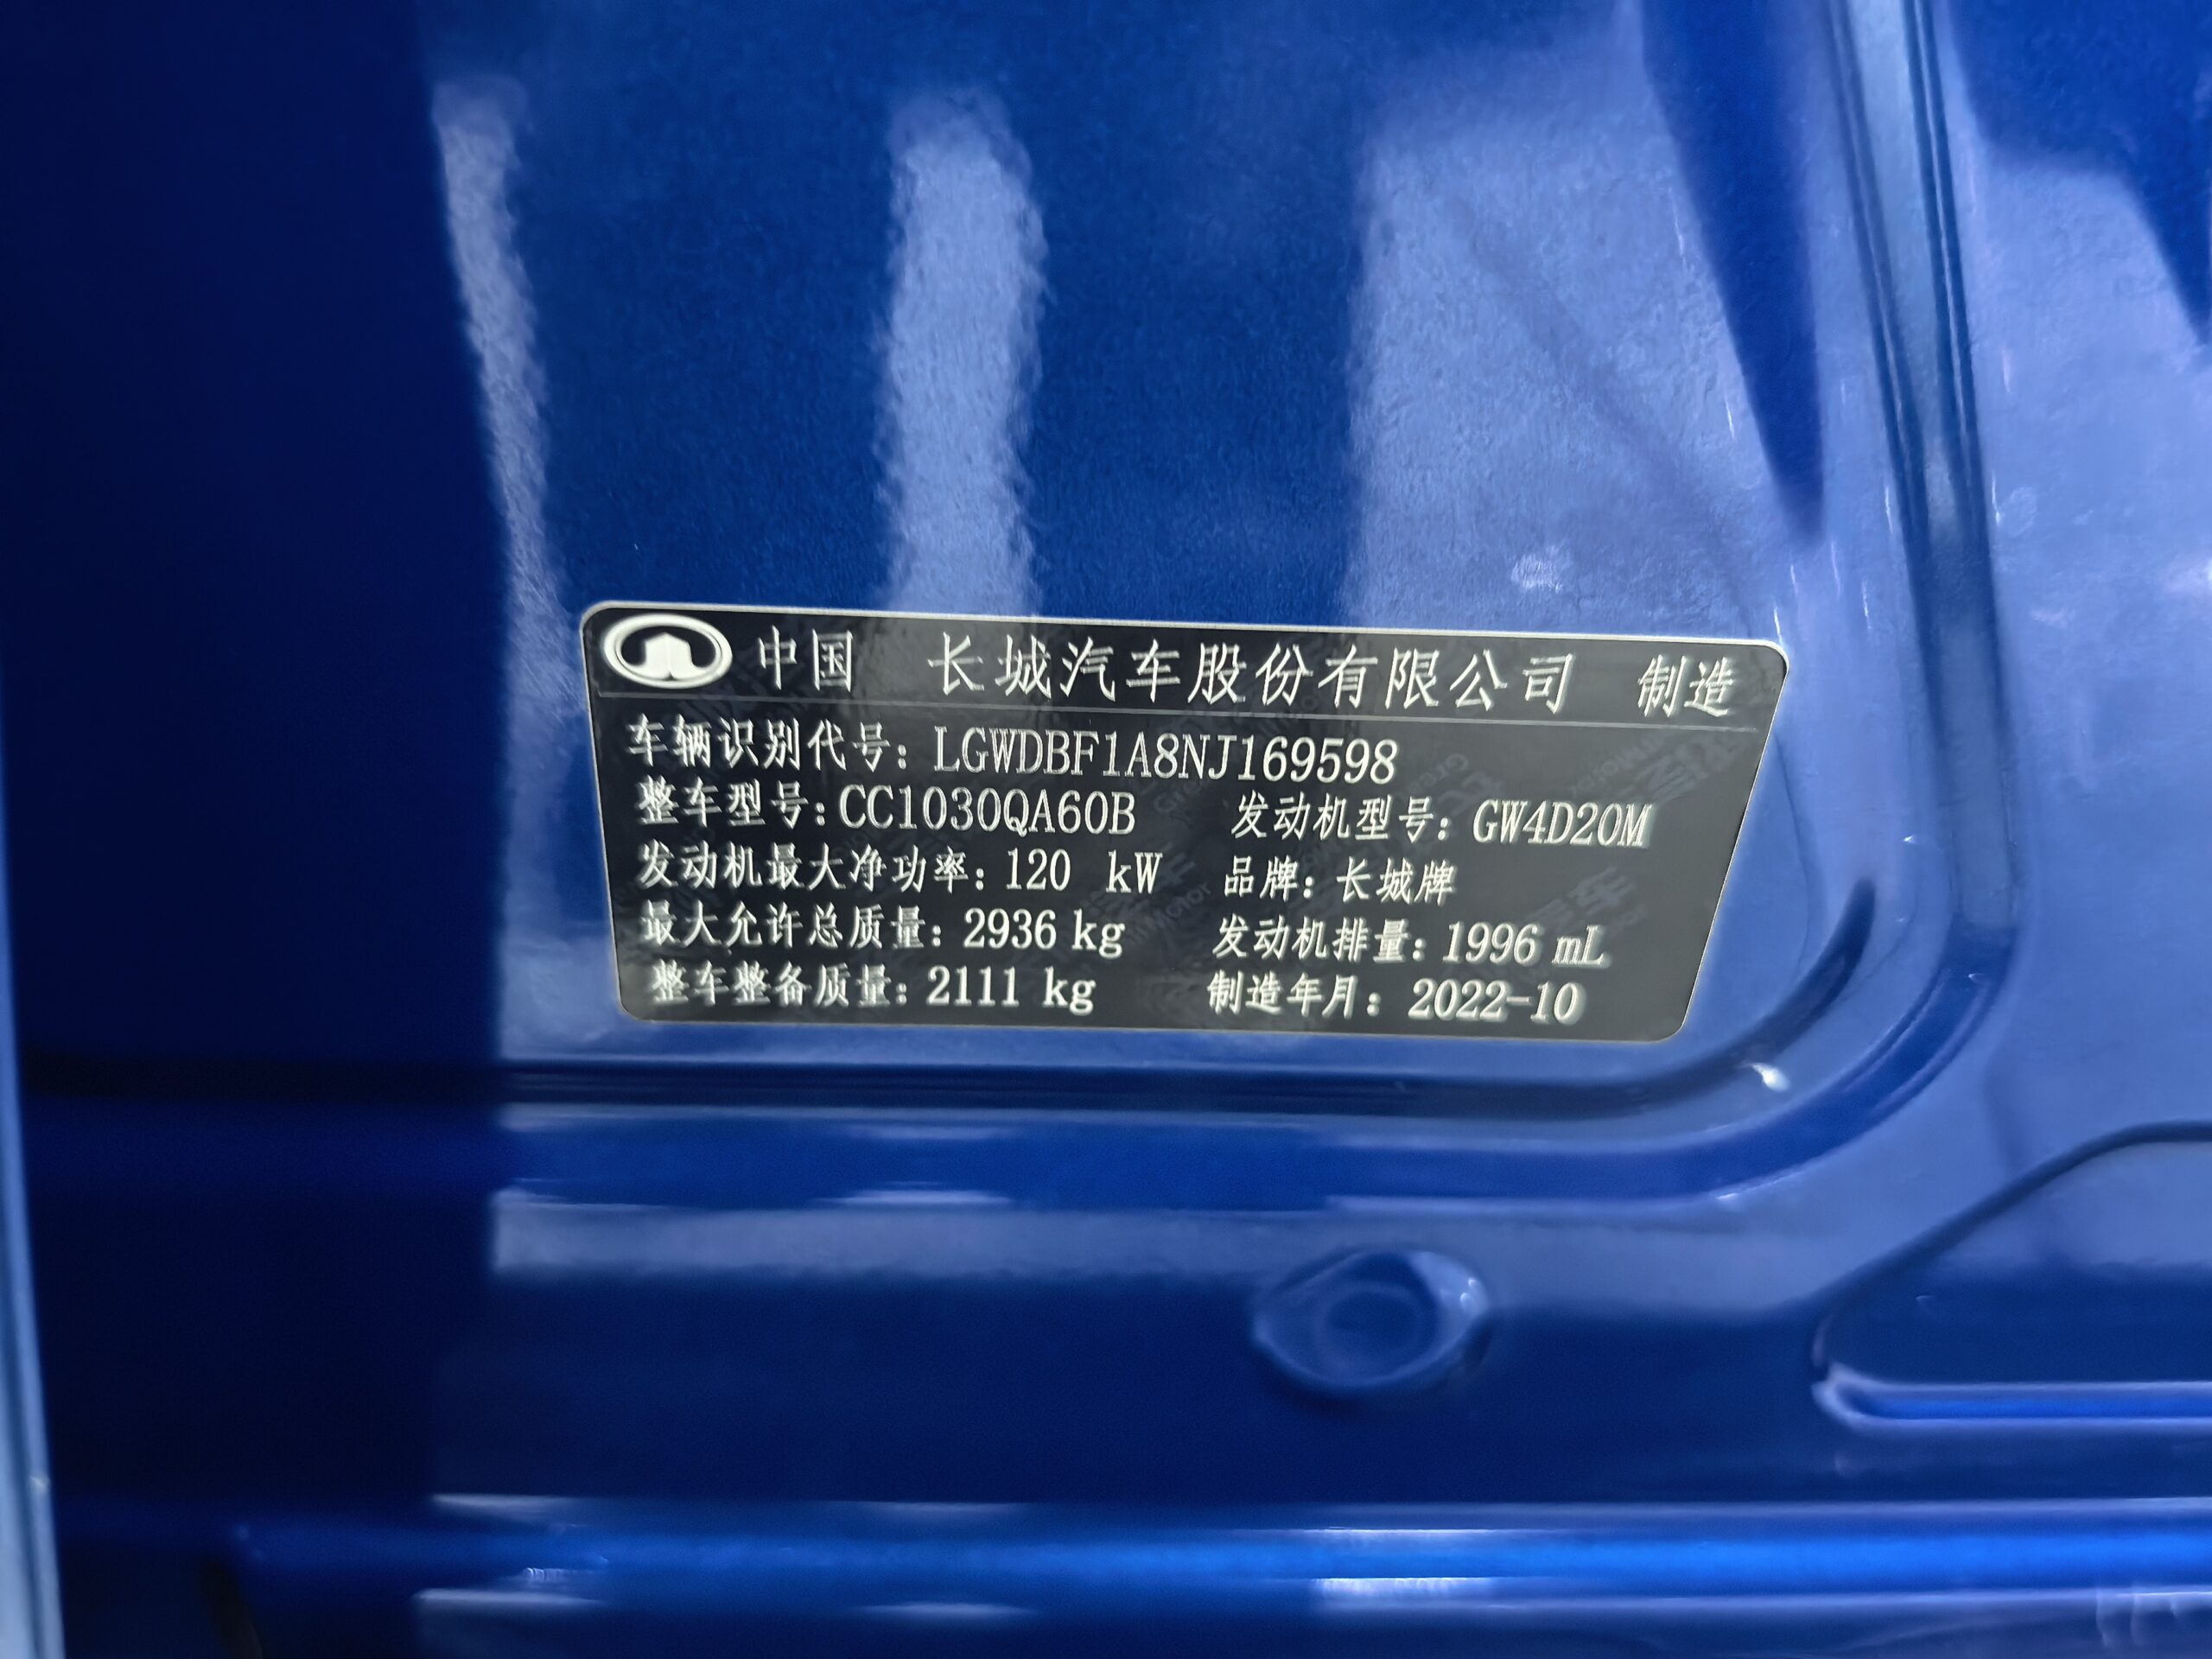 中国 长城汽车股份有限公司 制造
车辆识别代号：LGWDBF1A8NJ169598
整车型号：CC1030QA60B 发动机型号：GW4D20M
发动机最大净功率：120 kW 品牌：长城牌
最大允许总质量：2936 kg 发动机排量：1996 mL
整车整备质量：2111 kg 制造年月：2022-10